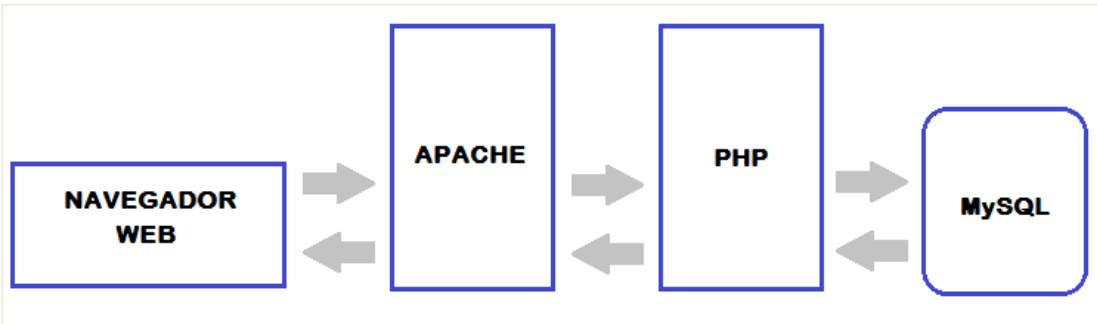 NAVEGADOR
WEB
APACHE
PHP
MySQL